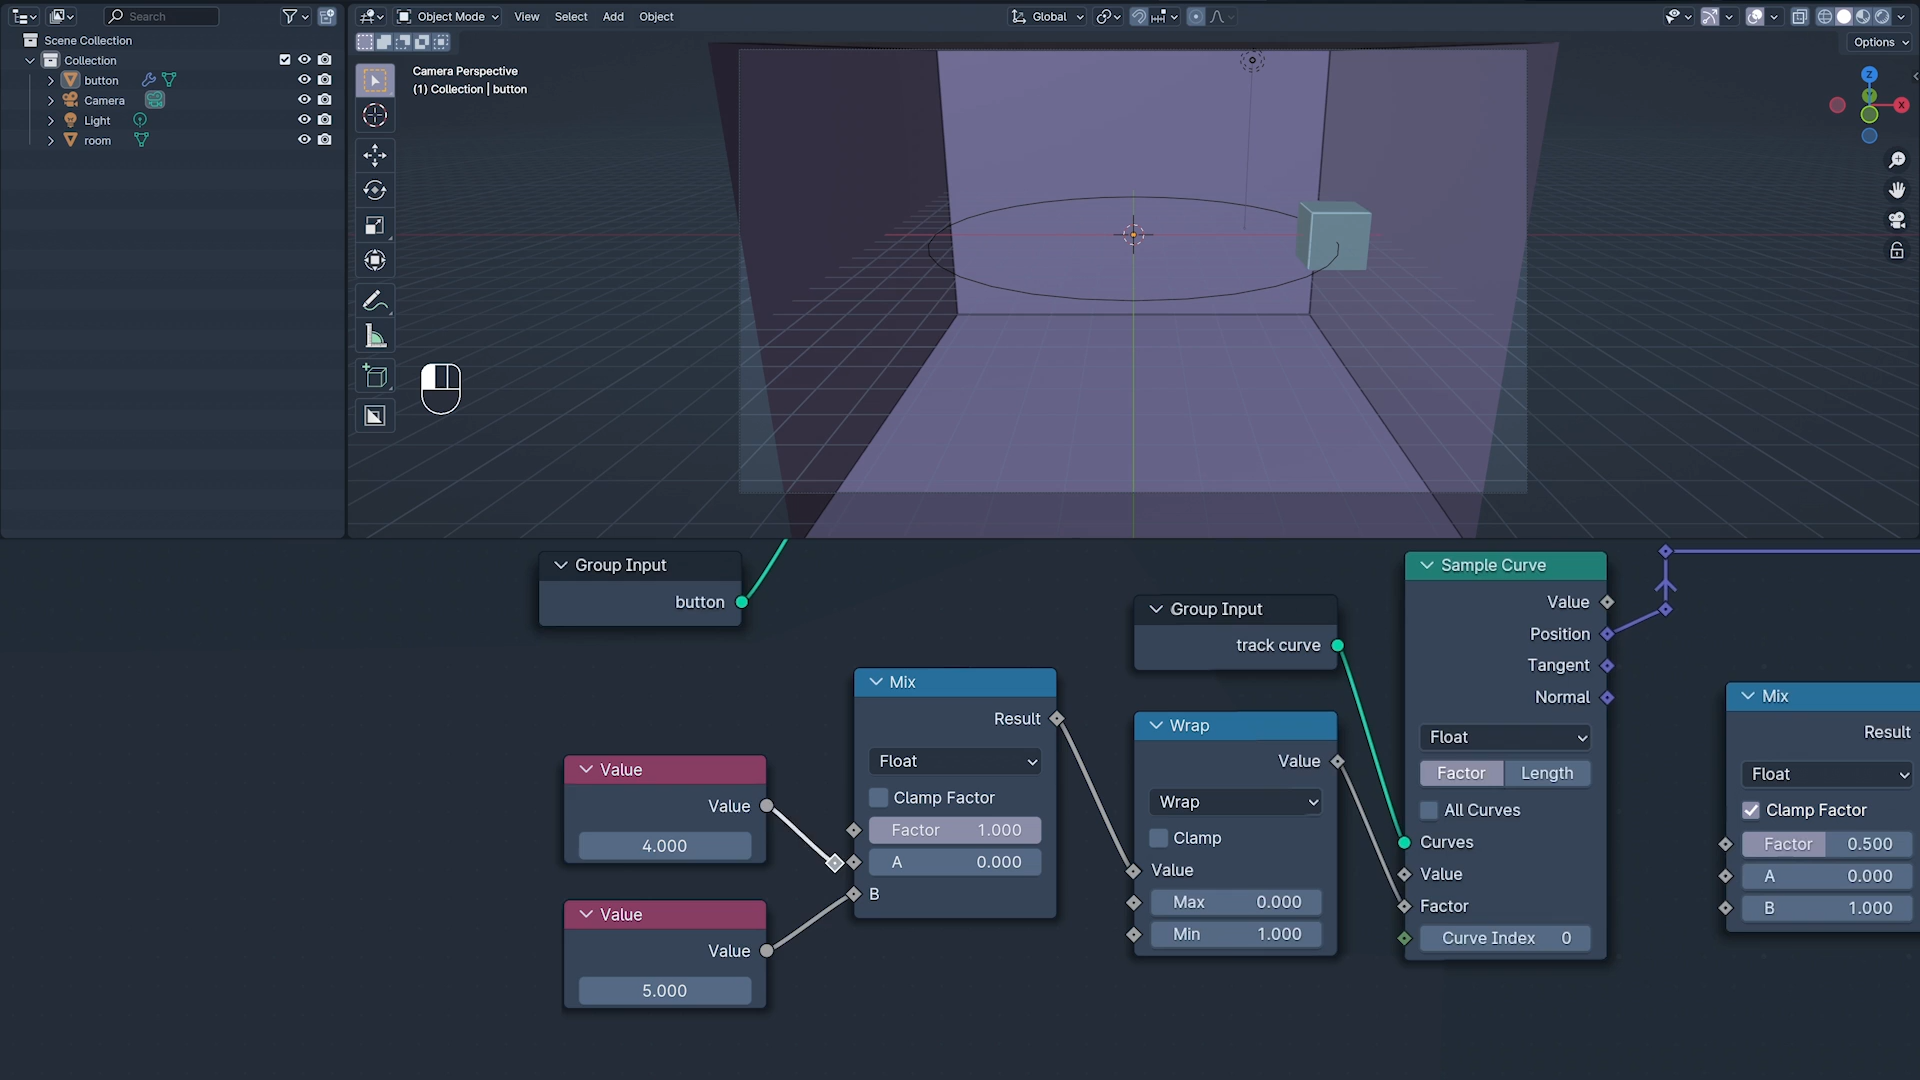 Search
Object Mode
View
Select
Add
Object
Global
Options
Scene Collection
Collection
button
Camera
Light
room
Camera Perspective
(1) Collection | button
Z
Y
X
Group Input
button
Group Input
track curve
Sample Curve
Value
Position
Tangent
Normal
Float
Factor
Length
All Curves
Curves
Value
Factor
Curve Index 0
Mix
Result
Float
Clamp Factor
Factor 1.000
A 0.000
B
Wrap
Value
Wrap
Clamp
Value
Max 0.000
Min 1.000
Value
Value
4.000
Value
Value
5.000
Mix
Result
Float
Clamp Factor
Factor 0.500
A 0.000
B 1.000